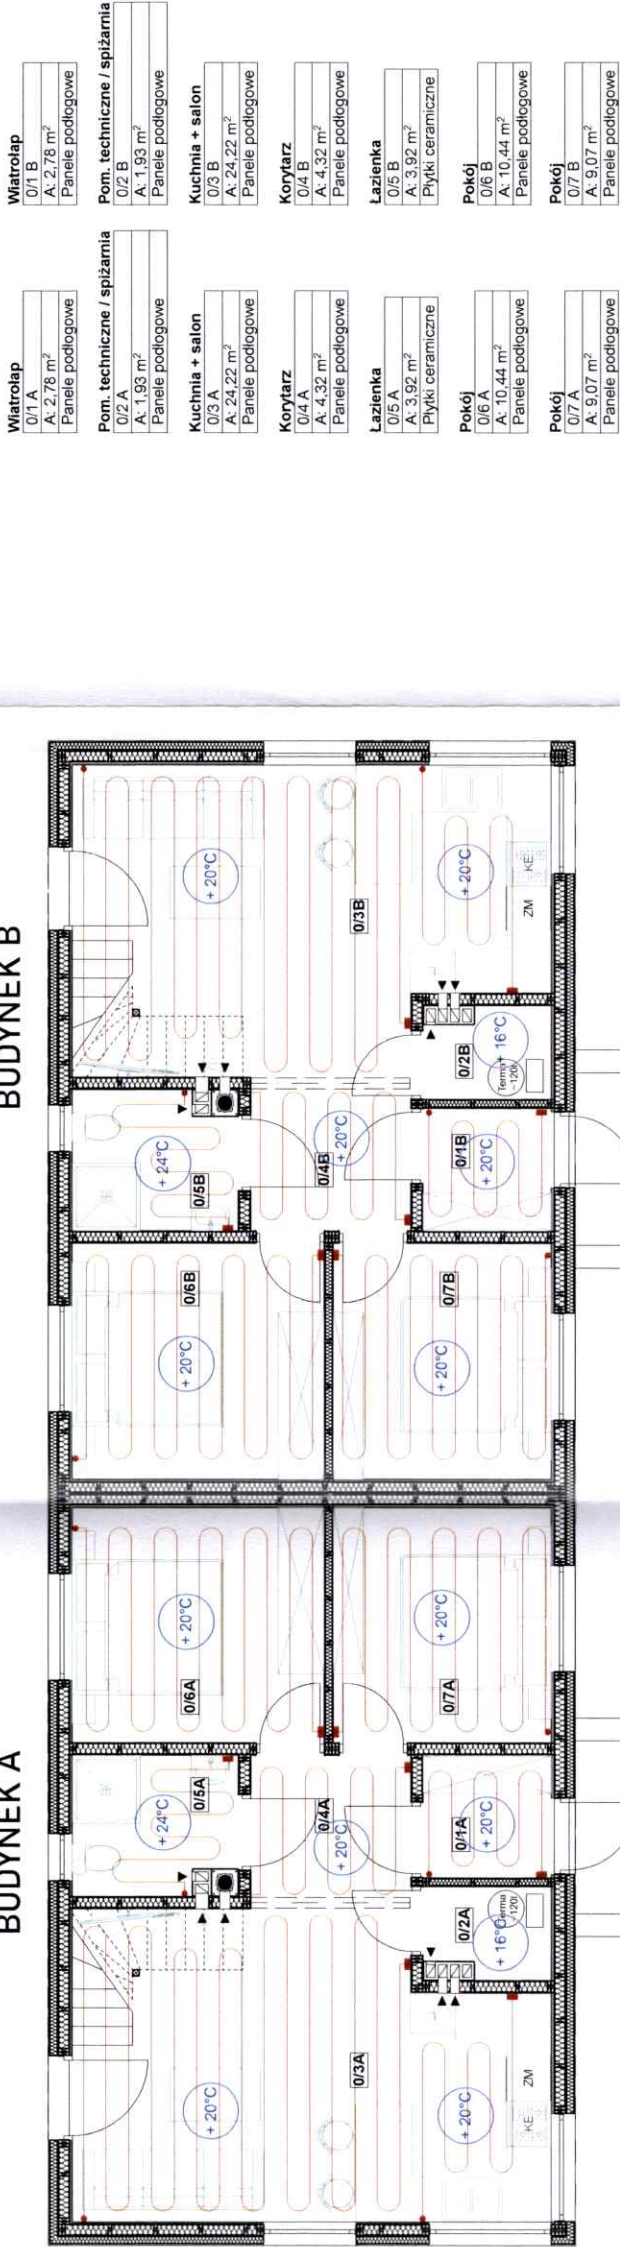 BUDYNEK A
BUDYNEK B
0/3A
+ 20°C
+ 20°C
KE
ZM
0/5A
+ 24°C
0/4A
+ 20°C
0/2A
+ 16°C
Terma
~120l
0/1A
+ 20°C
0/6A
+ 20°C
0/7A
+ 20°C
0/6B
+ 20°C
0/7B
+ 20°C
0/5B
+ 24°C
0/4B
+ 20°C
0/1B
+ 20°C
0/2B
+ 16°C
Terma
~120l
0/3B
+ 20°C
+ 20°C
ZM
KE
Wiatrołap
0/1 A
A: 2,78 m²
Panele podłogowe
Pom. techniczne / spiżarnia
0/2 A
A: 1,93 m²
Panele podłogowe
Kuchnia + salon
0/3 A
A: 24,22 m²
Panele podłogowe
Korytarz
0/4 A
A: 4,32 m²
Panele podłogowe
Łazienka
0/5 A
A: 3,92 m²
Płytki ceramiczne
Pokój
0/6 A
A: 10,44 m²
Panele podłogowe
Pokój
0/7 A
A: 9,07 m²
Panele podłogowe
Wiatrołap
0/1 B
A: 2,78 m²
Panele podłogowe
Pom. techniczne / spiżarnia
0/2 B
A: 1,93 m²
Panele podłogowe
Kuchnia + salon
0/3 B
A: 24,22 m²
Panele podłogowe
Korytarz
0/4 B
A: 4,32 m²
Panele podłogowe
Łazienka
0/5 B
A: 3,92 m²
Płytki ceramiczne
Pokój
0/6 B
A: 10,44 m²
Panele podłogowe
Pokój
0/7 B
A: 9,07 m²
Panele podłogowe